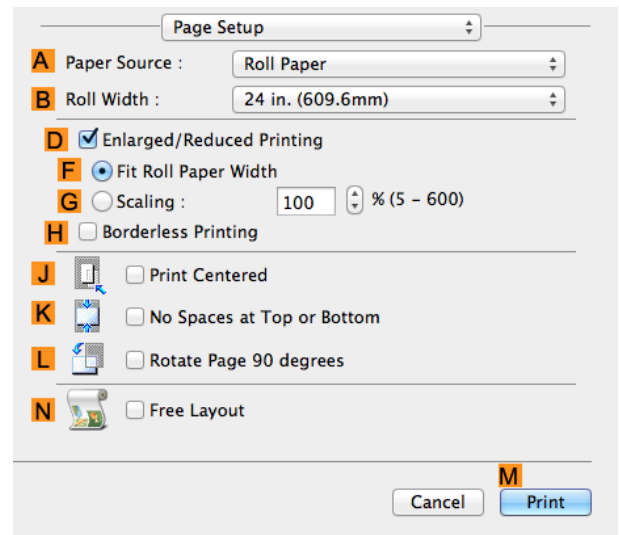 Page Setup
A Paper Source : Roll Paper
B Roll Width : 24 in. (609.6mm)
D Enlarged/Reduced Printing
F Fit Roll Paper Width
G Scaling : 100 % (5 – 600)
H Borderless Printing
J Print Centered
K No Spaces at Top or Bottom
L Rotate Page 90 degrees
N Free Layout
M
Cancel Print